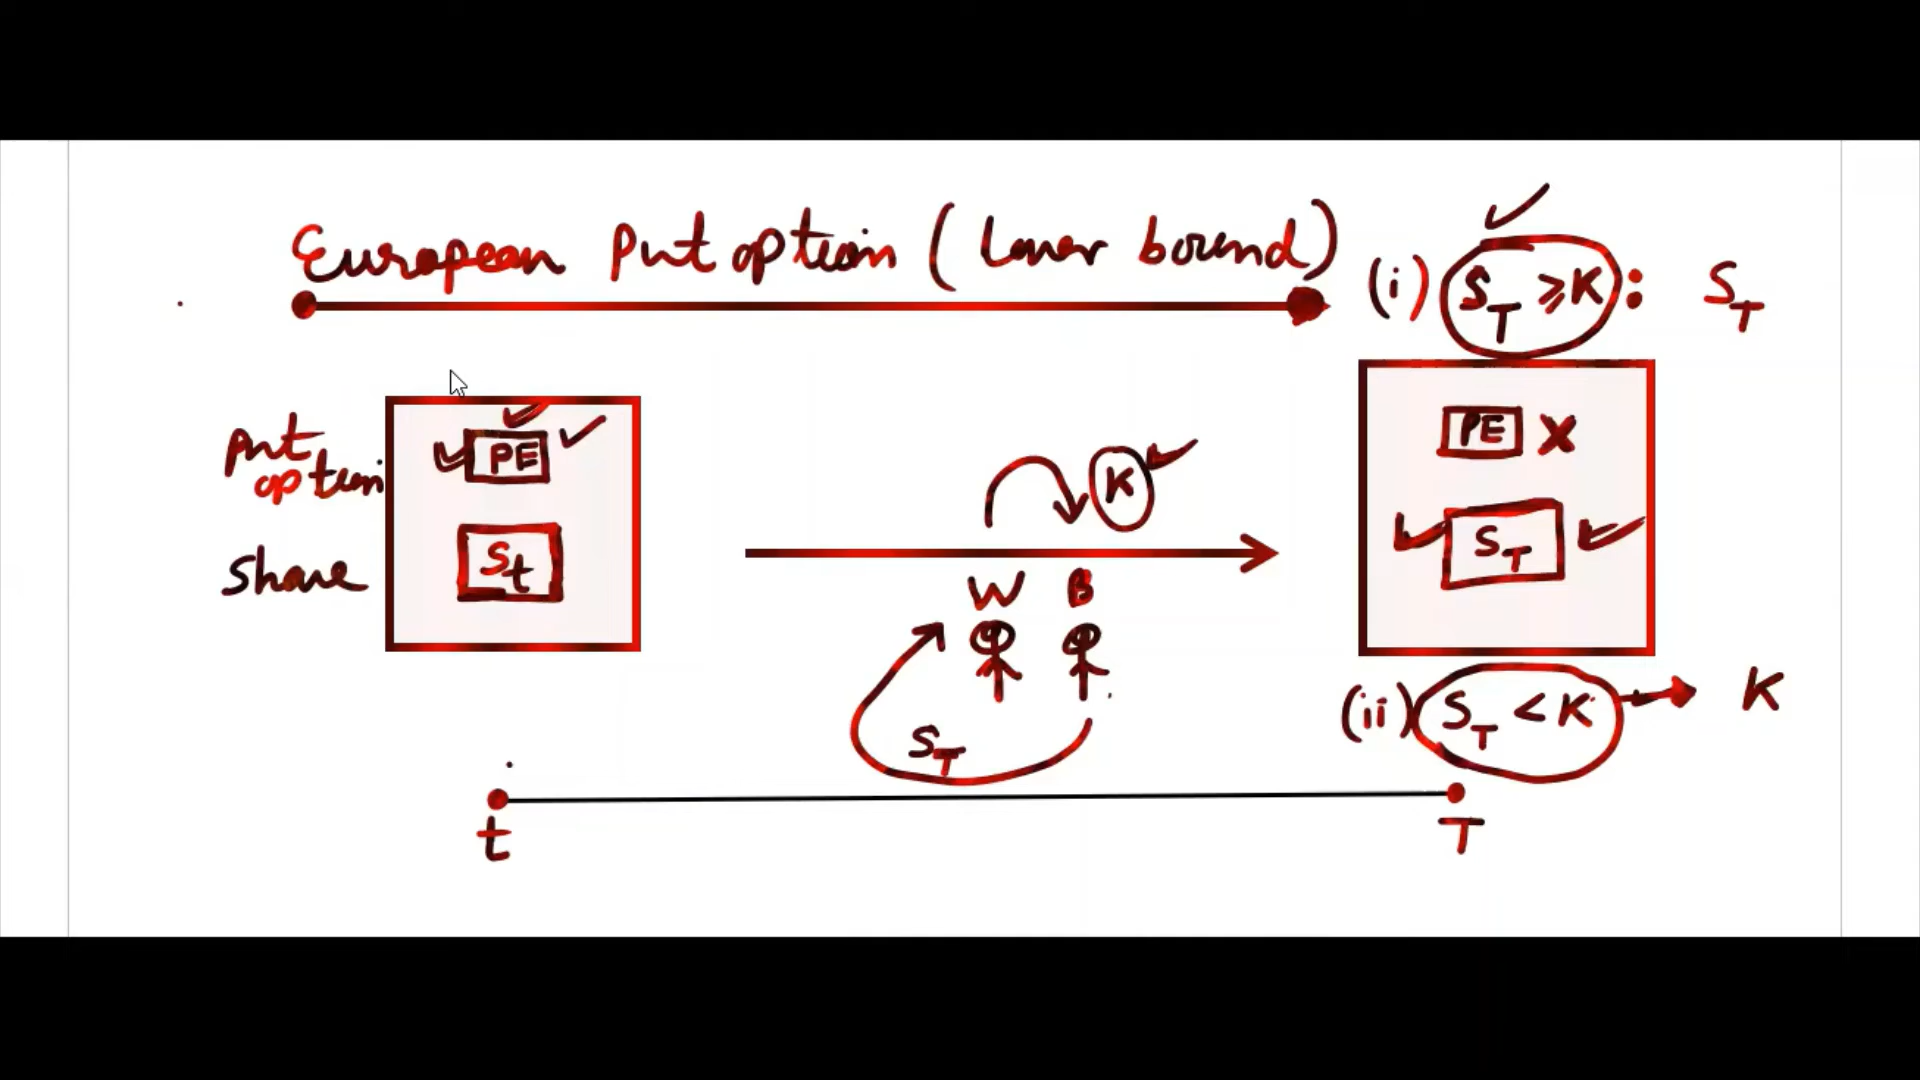 European Put option (Lower bound)
(i) S_T ⩾ K : S_T
Put option
PE
Share
S_t
K
W B
S_T
PE X
S_T
(ii) S_T < K → K
t
T